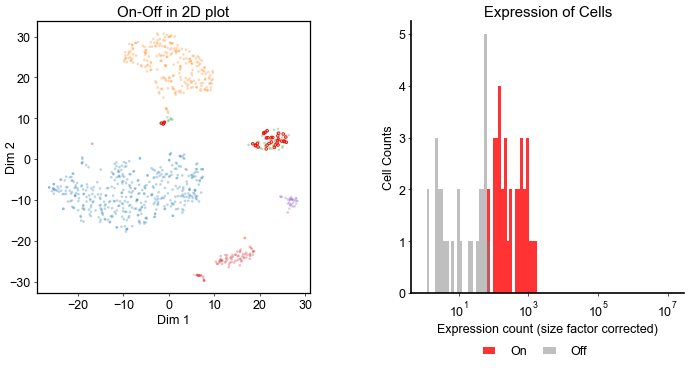 On-Off in 2D plot
Dim 2
30
20
10
0
−10
−20
−30
−20
−10
0
10
20
30
Dim 1
Expression of Cells
Cell Counts
5
4
3
2
1
0
10^1
10^3
10^5
10^7
Expression count (size factor corrected)
On
Off